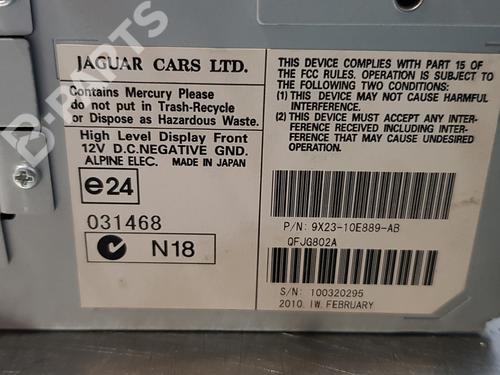 JAGUAR CARS LTD.
Contains Mercury Please
do not put in Trash-Recycle
or Dispose as Hazardous Waste.
High Level Display Front
12V D.C.NEGATIVE GND.
ALPINE ELEC. MADE IN JAPAN
e24
031468
N18
THIS DEVICE COMPLIES WITH PART 15 OF
THE FCC RULES. OPERATION IS SUBJECT TO
THE FOLLOWING TWO CONDITIONS:
(1) THIS DEVICE MAY NOT CAUSE HARMFUL
INTERFERENCE.
(2) THIS DEVICE MUST ACCEPT ANY INTER-
FERENCE RECEIVED INCLUDING INTER-
FERENCE THAT MAY CAUSE UNDESIRED
OPERATION.
P/N: 9X23-10E889-AB
QFJG802A
S/N: 100320295
2010. 1W. FEBRUARY
B-PARTS